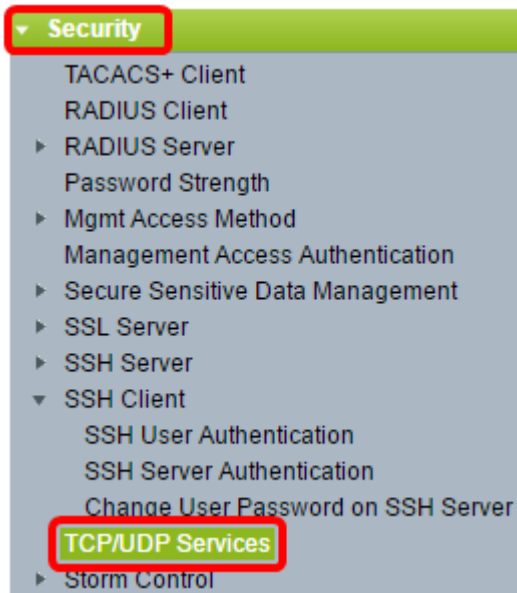 Security
TACACS+ Client
RADIUS Client
RADIUS Server
Password Strength
Mgmt Access Method
Management Access Authentication
Secure Sensitive Data Management
SSL Server
SSH Server
SSH Client
SSH User Authentication
SSH Server Authentication
Change User Password on SSH Server
TCP/UDP Services
Storm Control